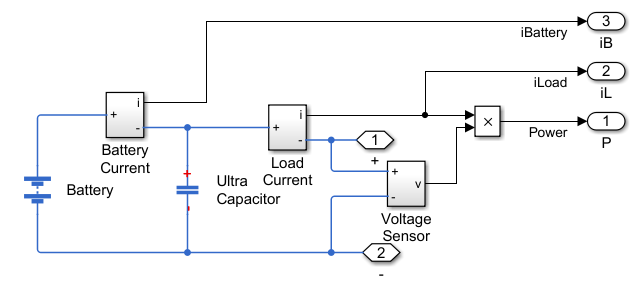 iBattery
3
iB
iLoad
2
iL
Power
1
P
i
+
-
Battery
Current
i
+
-
Load
Current
×
1
+
+
v
-
Voltage
Sensor
Battery
+
-
Ultra
Capacitor
2
-